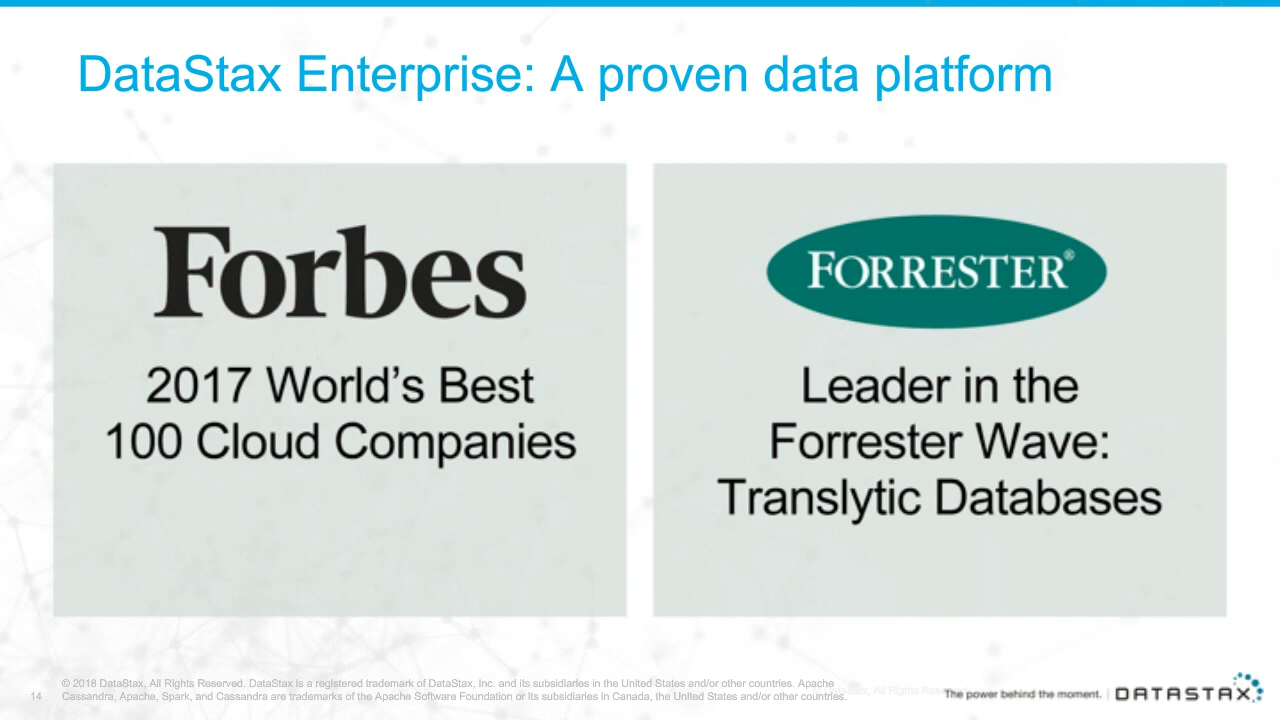 DataStax Enterprise: A proven data platform
Forbes
2017 World's Best
100 Cloud Companies
FORRESTER®
Leader in the
Forrester Wave:
Translytic Databases
© 2018 DataStax, All Rights Reserved. DataStax is a registered trademark of DataStax, Inc. and its subsidiaries in the United States and/or other countries. Apache
14 Cassandra, Apache, Spark, and Cassandra are trademarks of the Apache Software Foundation or its subsidiaries in Canada, the United States and/or other countries.
The power behind the moment. | DATASTAX